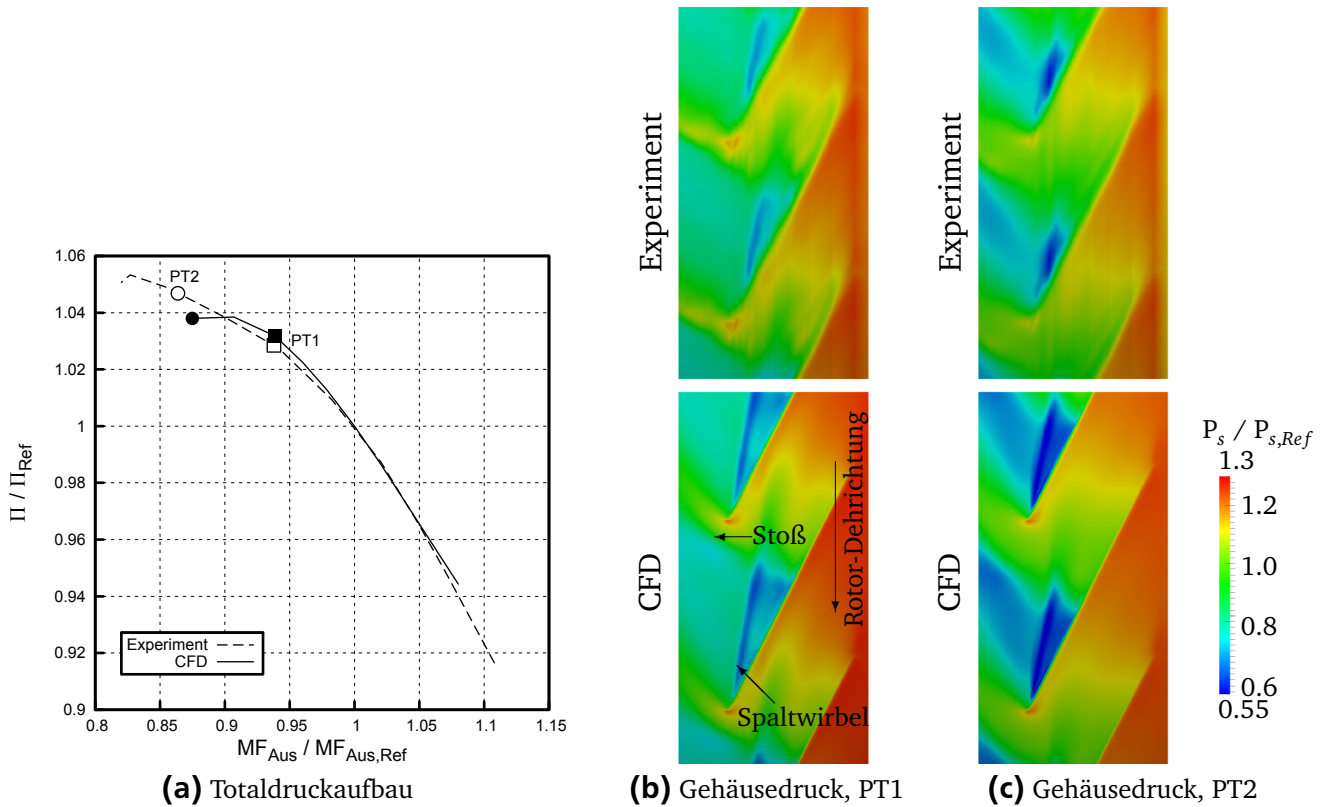 1.06
1.04
1.02
1
0.98
0.96
0.94
0.92
0.9
0.8
0.85
0.9
0.95
1
1.05
1.1
1.15
Π / Π_Ref
MF_Aus / MF_Aus,Ref
PT2
PT1
Experiment
CFD
(a) Totaldruckaufbau
Experiment
CFD
Stoß
Rotor-Dehrichtung
Spaltwirbel
(b) Gehäusedruck, PT1
Experiment
CFD
(c) Gehäusedruck, PT2
P_s / P_s,Ref
1.3
1.2
1.0
0.8
0.6
0.55